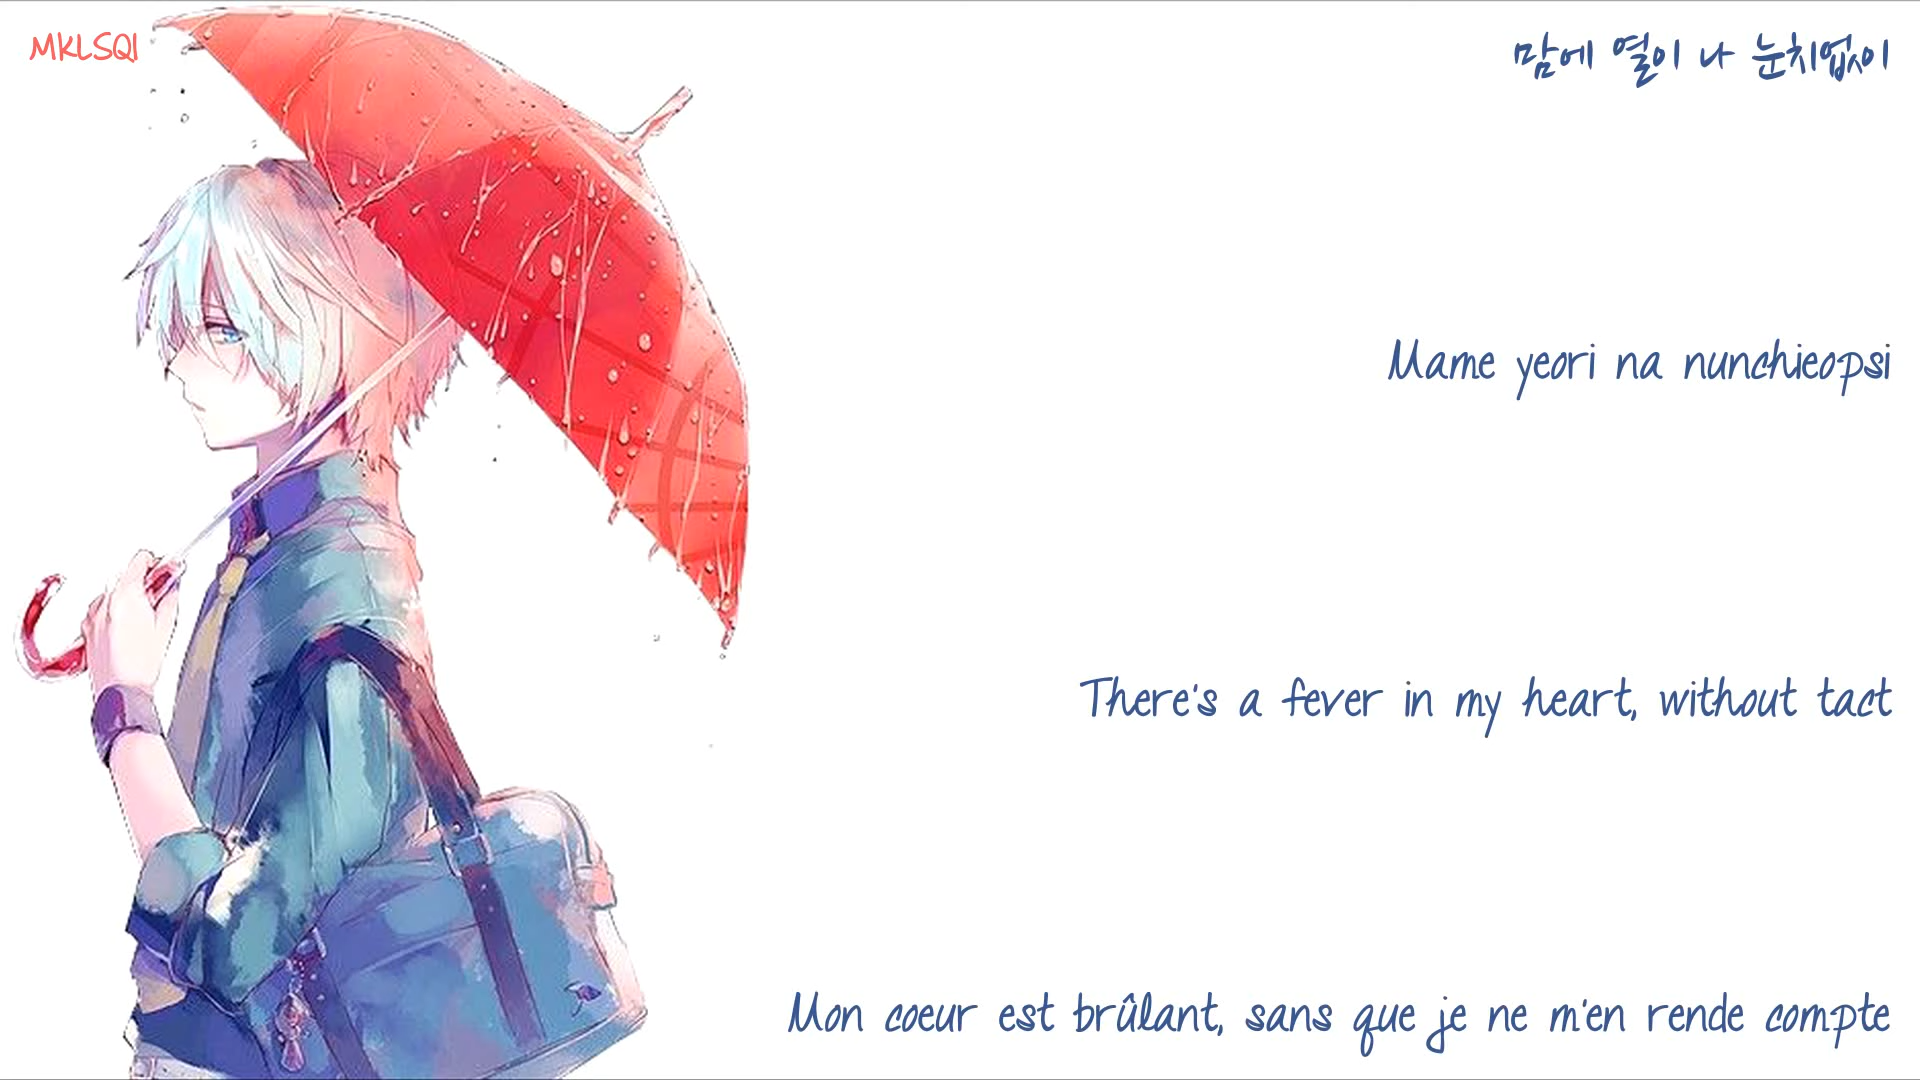 MKLSQI
맘에 열이 나 눈치없이
Mame yeori na nunchieopsi
There's a fever in my heart, without tact
Mon coeur est brûlant, sans que je ne m'en rende compte